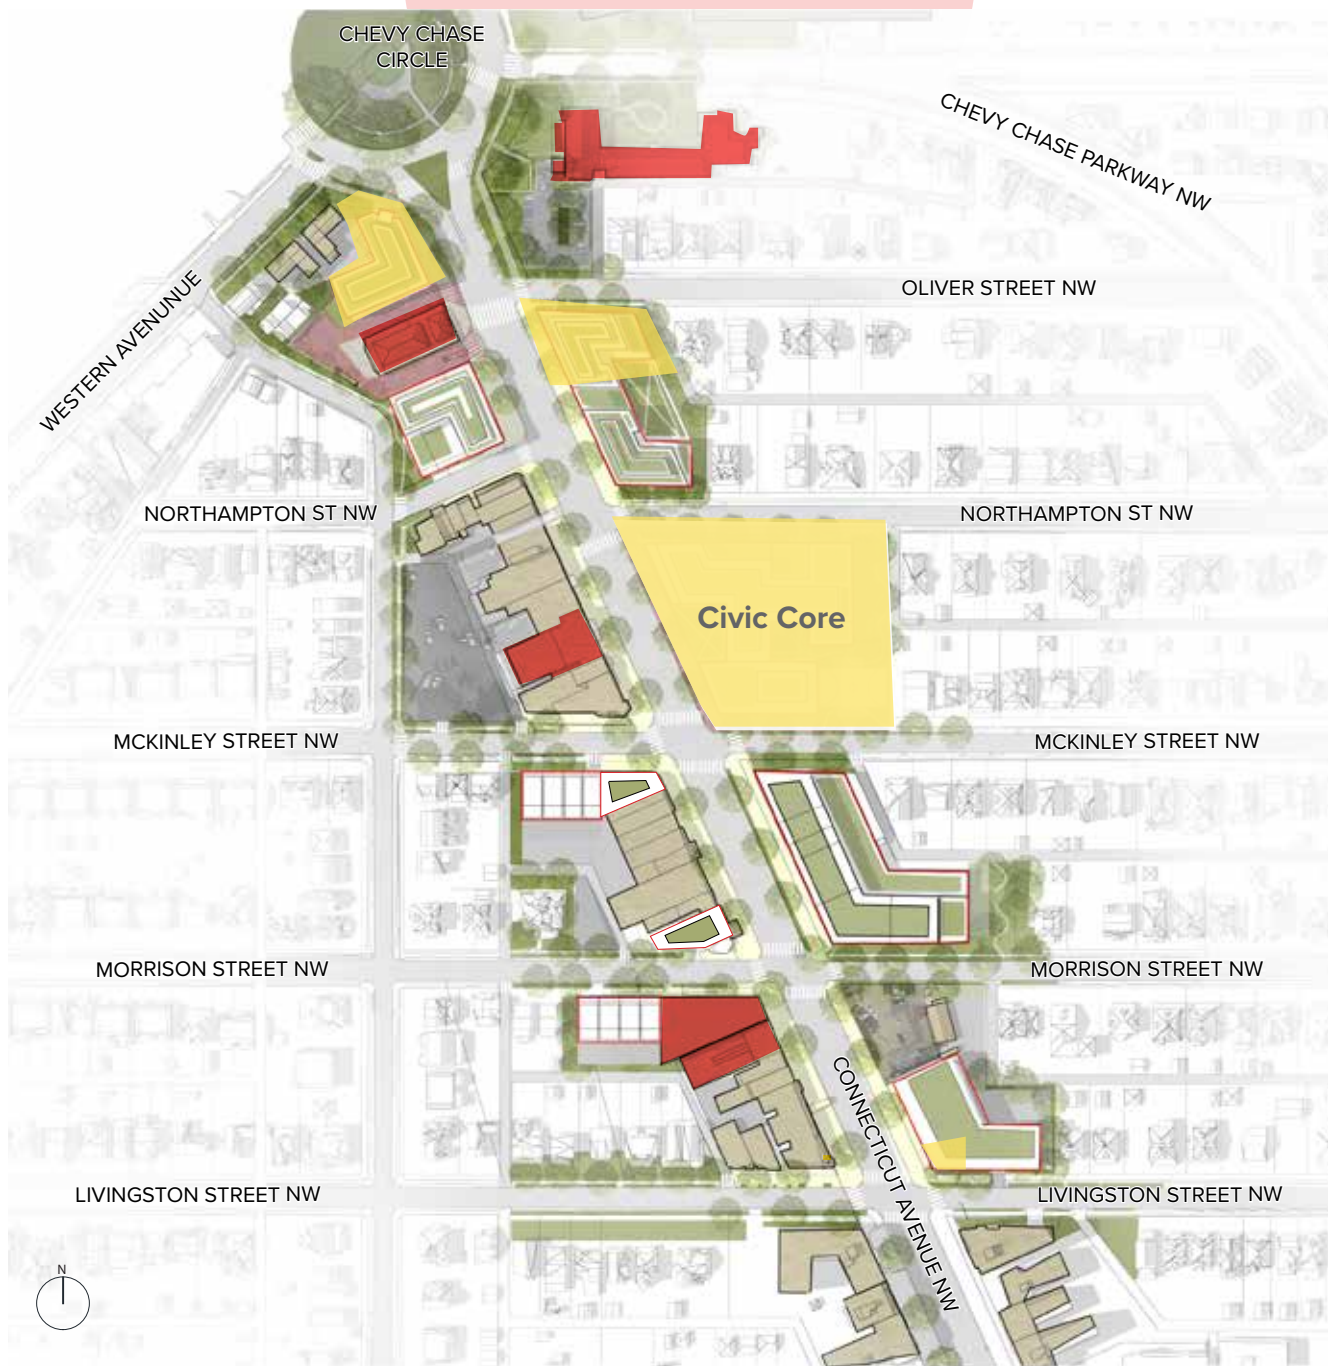 CHEVY CHASE
CIRCLE
CHEVY CHASE PARKWAY NW
WESTERN AVENUNUE
OLIVER STREET NW
NORTHAMPTON ST NW
NORTHAMPTON ST NW
Civic Core
MCKINLEY STREET NW
MCKINLEY STREET NW
MORRISON STREET NW
MORRISON STREET NW
CONNECTICUT AVENUE NW
LIVINGSTON STREET NW
LIVINGSTON STREET NW
N